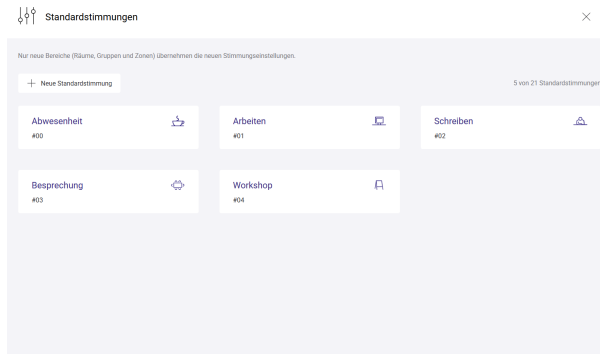 Standardstimmungen
Nur neue Bereiche (Räume, Gruppen und Zonen) übernehmen die neuen Stimmungseinstellungen.
Neue Standardstimmung
5 von 21 Standardstimmungen
Abwesenheit
#00
Arbeiten
#01
Schreiben
#02
Besprechung
#03
Workshop
#04